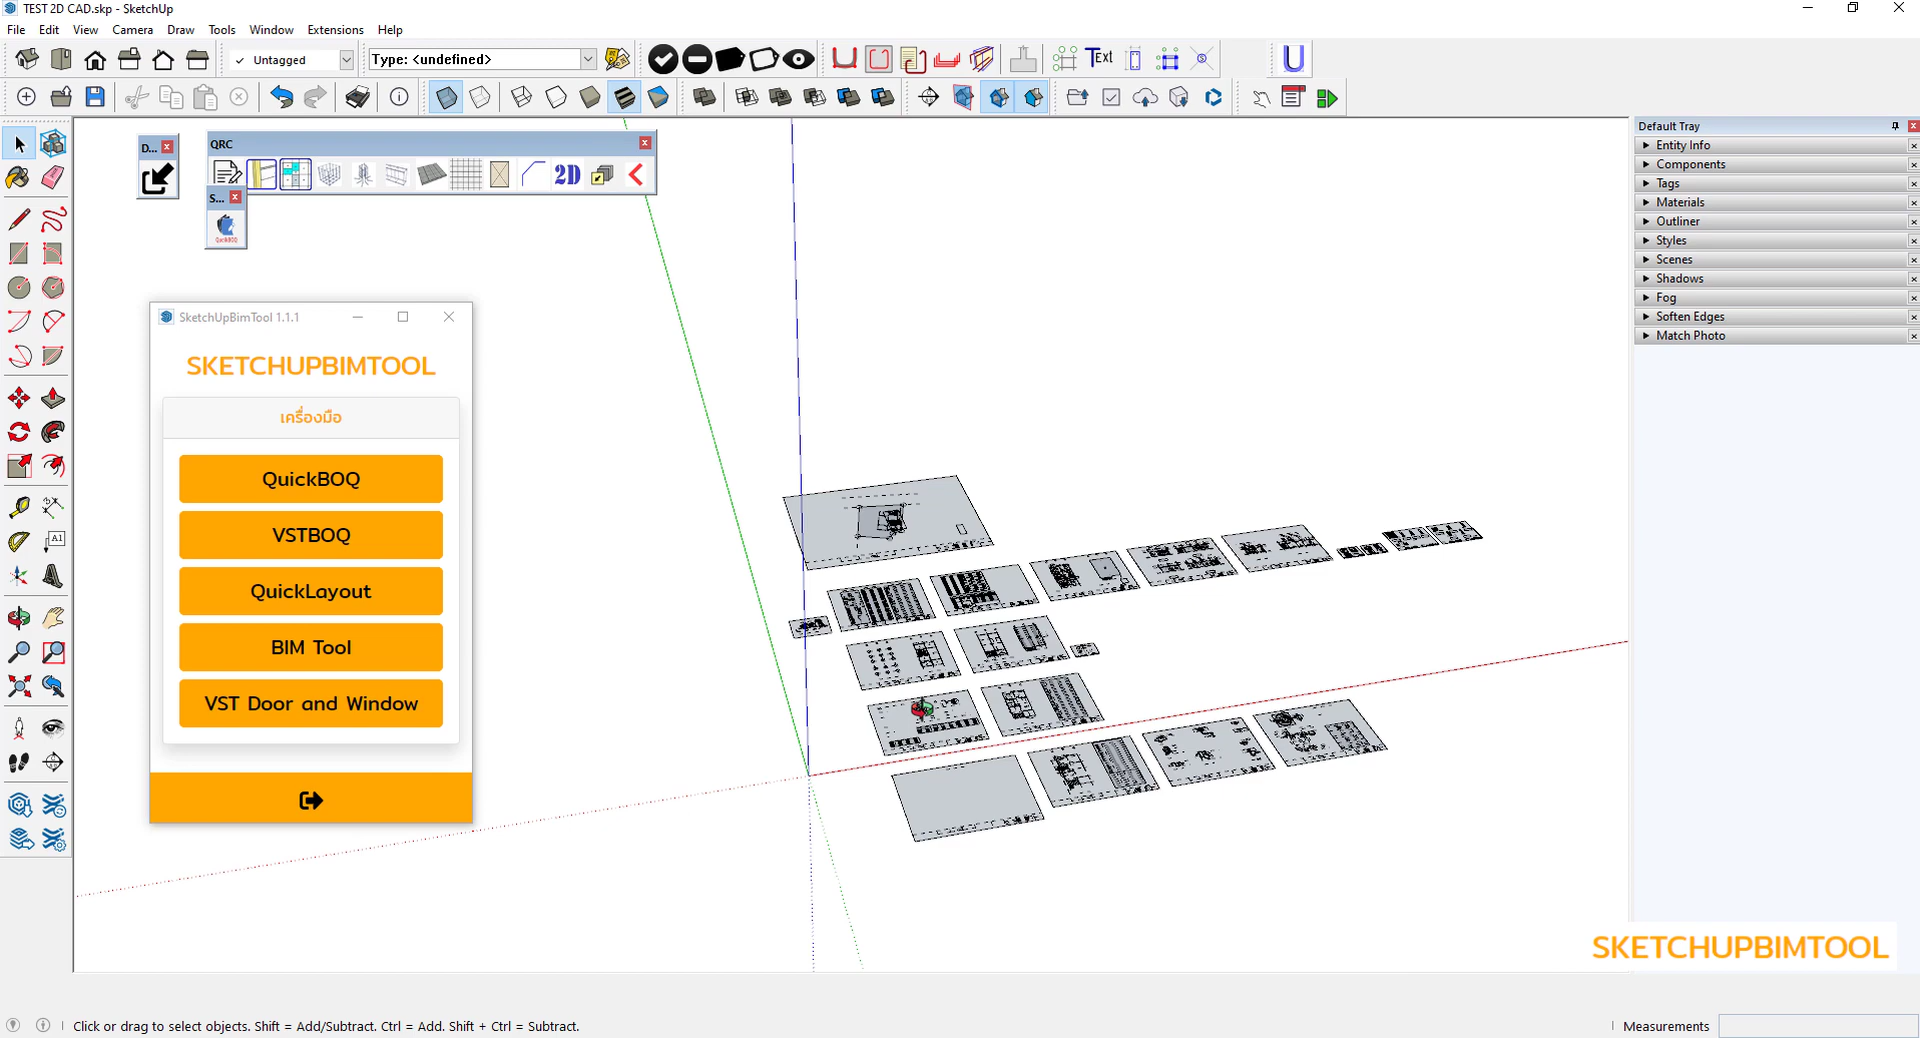 TEST 2D CAD.skp - SketchUp
File Edit View Camera Draw Tools Window Extensions Help
Untagged
Type: <undefined>
Text
D...
QRC
2D
S...
QuickBOQ
SketchUpBimTool 1.1.1
SKETCHUPBIMTOOL
เครื่องมือ
QuickBOQ
VSTBOQ
QuickLayout
BIM Tool
VST Door and Window
Default Tray
Entity Info
Components
Tags
Materials
Outliner
Styles
Scenes
Shadows
Fog
Soften Edges
Match Photo
A1
SKETCHUPBIMTOOL
Click or drag to select objects. Shift = Add/Subtract. Ctrl = Add. Shift + Ctrl = Subtract.
Measurements